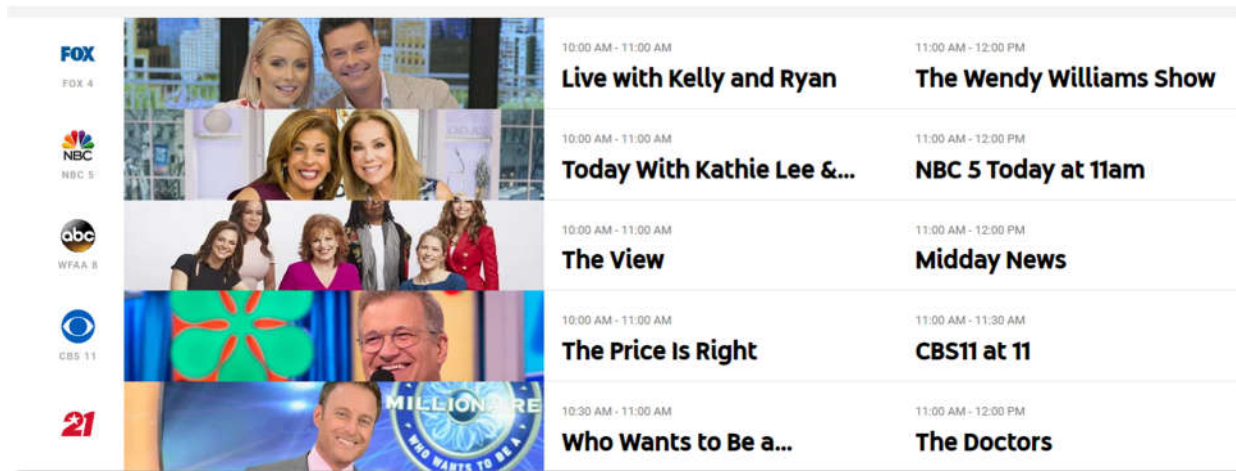 FOX
FOX 4
10:00 AM - 11:00 AM
Live with Kelly and Ryan
11:00 AM - 12:00 PM
The Wendy Williams Show
NBC
NBC 5
10:00 AM - 11:00 AM
Today With Kathie Lee &...
11:00 AM - 12:00 PM
NBC 5 Today at 11am
abc
WFAA 8
10:00 AM - 11:00 AM
The View
11:00 AM - 12:00 PM
Midday News
CBS 11
10:00 AM - 11:00 AM
The Price Is Right
11:00 AM - 11:30 AM
CBS11 at 11
21
MILLIONAIRE
WHO WANTS TO BE A
10:30 AM - 11:00 AM
Who Wants to Be a...
11:00 AM - 12:00 PM
The Doctors